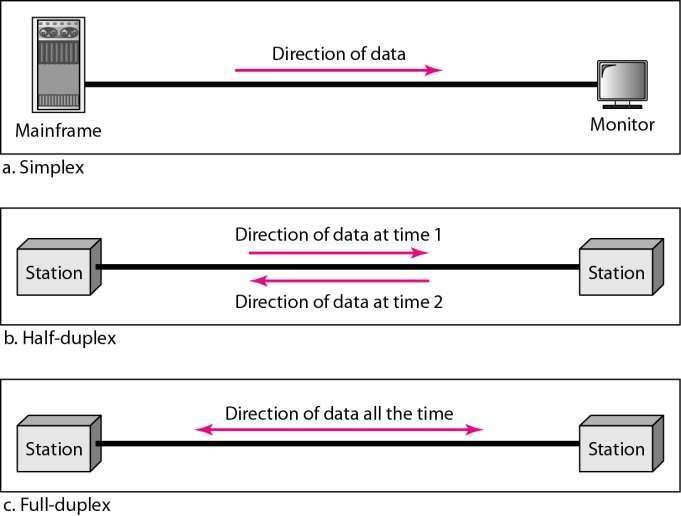 Direction of data
Mainframe
Monitor
a. Simplex
Direction of data at time 1
Station
Station
Direction of data at time 2
b. Half-duplex
Direction of data all the time
Station
Station
c. Full-duplex